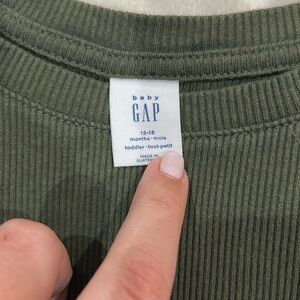 baby
GAP
12-18
months · mois
toddler · tout-petit
MADE IN